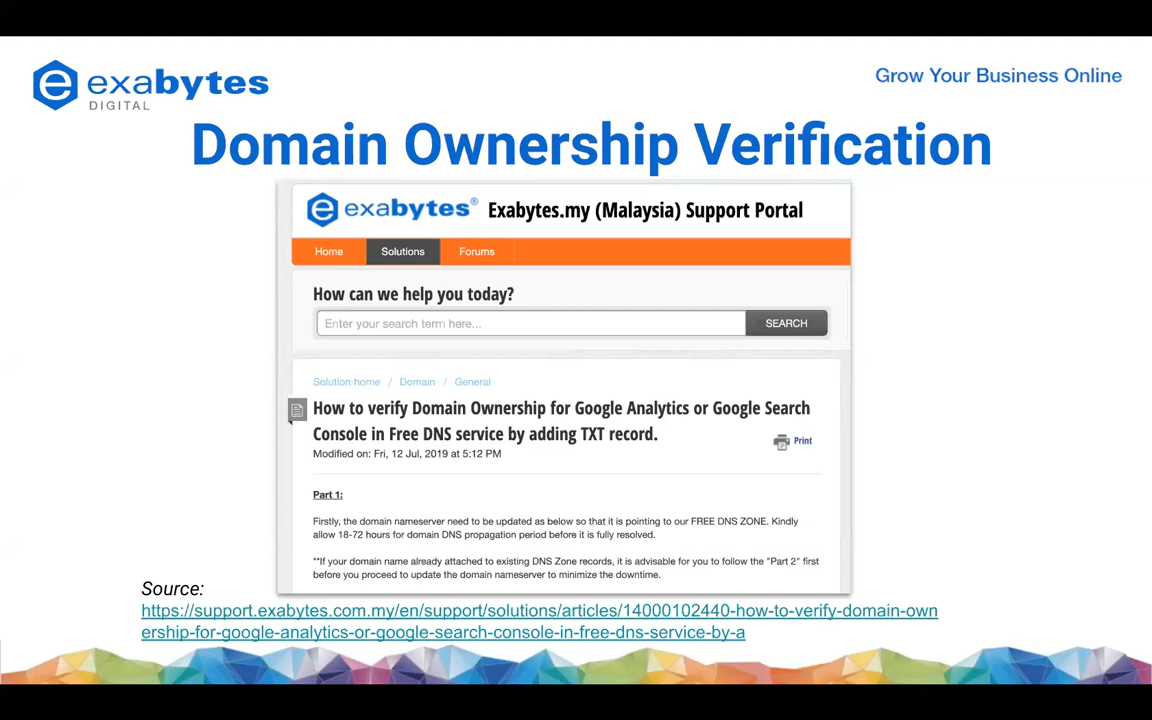 exabytes
DIGITAL
Grow Your Business Online
Domain Ownership Verification
exabytes® Exabytes.my (Malaysia) Support Portal
Home Solutions Forums
How can we help you today?
Enter your search term here... SEARCH
Solution home / Domain / General
How to verify Domain Ownership for Google Analytics or Google Search
Console in Free DNS service by adding TXT record.
Print
Modified on: Fri, 12 Jul, 2019 at 5:12 PM
Part 1:
Firstly, the domain nameserver need to be updated as below so that it is pointing to our FREE DNS ZONE. Kindly
allow 18-72 hours for domain DNS propagation period before it is fully resolved.
**If your domain name already attached to existing DNS Zone records, it is advisable for you to follow the "Part 2" first
before you proceed to update the domain nameserver to minimize the downtime.
Source:
https://support.exabytes.com.my/en/support/solutions/articles/14000102440-how-to-verify-domain-own
ership-for-google-analytics-or-google-search-console-in-free-dns-service-by-a